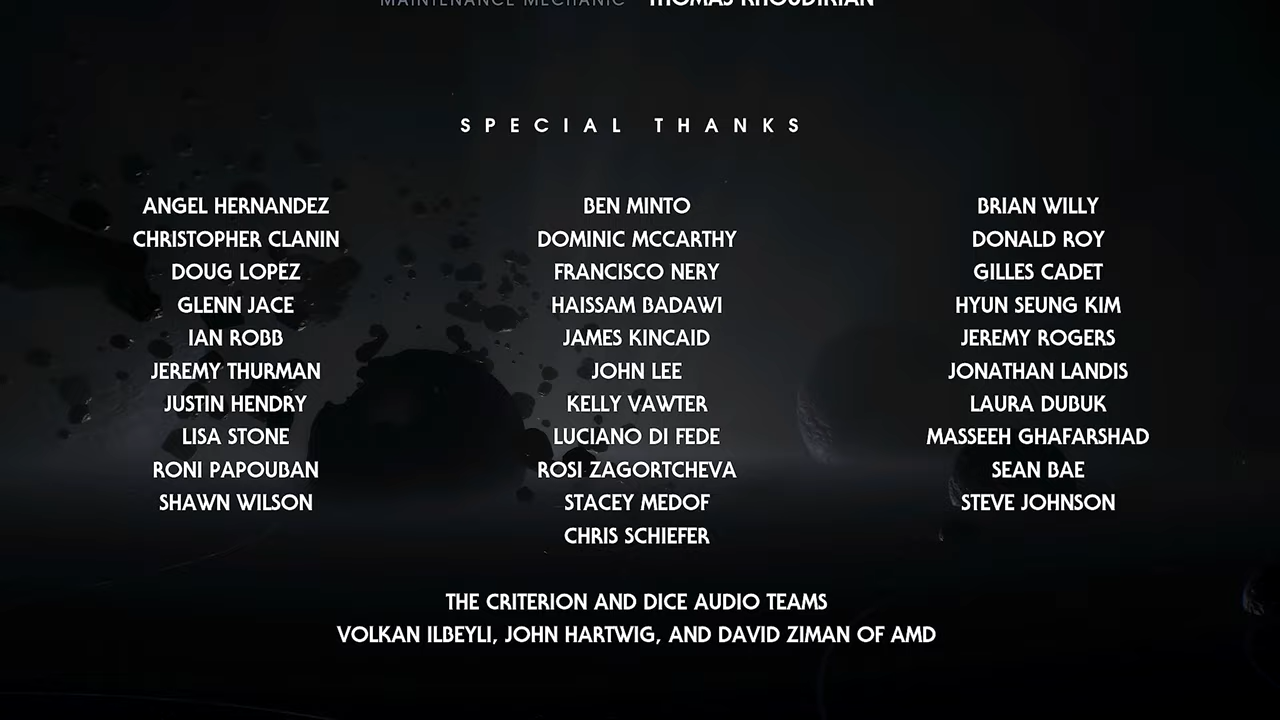 MAINTENANCE MECHANIC THOMAS KHOUDIRIAN
SPECIAL THANKS
ANGEL HERNANDEZ
CHRISTOPHER CLANIN
DOUG LOPEZ
GLENN JACE
IAN ROBB
JEREMY THURMAN
JUSTIN HENDRY
LISA STONE
RONI PAPOUBAN
SHAWN WILSON
BEN MINTO
DOMINIC MCCARTHY
FRANCISCO NERY
HAISSAM BADAWI
JAMES KINCAID
JOHN LEE
KELLY VAWTER
LUCIANO DI FEDE
ROSI ZAGORTCHEVA
STACEY MEDOF
CHRIS SCHIEFER
BRIAN WILLY
DONALD ROY
GILLES CADET
HYUN SEUNG KIM
JEREMY ROGERS
JONATHAN LANDIS
LAURA DUBUK
MASSEEH GHAFARSHAD
SEAN BAE
STEVE JOHNSON
THE CRITERION AND DICE AUDIO TEAMS
VOLKAN ILBEYLI, JOHN HARTWIG, AND DAVID ZIMAN OF AMD